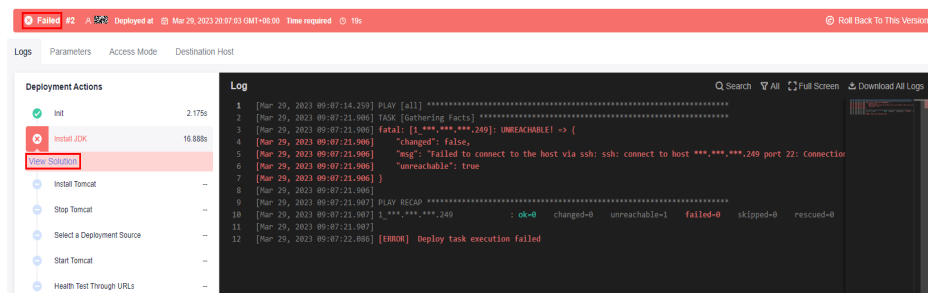 Failed #2 Deployed at Mar 29, 2023 20:07:03 GMT+08:00 Time required 19s Roll Back To This Version
Logs Parameters Access Mode Destination Host
Deployment Actions
Init 2.175s
Install JDK 16.888s
View Solution
Install Tomcat --
Stop Tomcat --
Select a Deployment Source --
Start Tomcat --
Health Test Through URLs --
Log Search All Full Screen Download All Logs
1 [Mar 29, 2023 09:07:14.259] PLAY [all] **********************************************************************
2 [Mar 29, 2023 09:07:21.906] TASK [Gathering Facts] **********************************************************
3 [Mar 29, 2023 09:07:21.906] fatal: [1_***.***.***.249]: UNREACHABLE! => {
4 [Mar 29, 2023 09:07:21.906] "changed": false,
5 [Mar 29, 2023 09:07:21.906] "msg": "Failed to connect to the host via ssh: ssh: connect to host ***.***.***.249 port 22: Connection
6 [Mar 29, 2023 09:07:21.906] "unreachable": true
7 [Mar 29, 2023 09:07:21.906] }
8 [Mar 29, 2023 09:07:21.906]
9 [Mar 29, 2023 09:07:21.907] PLAY RECAP **********************************************************************
10 [Mar 29, 2023 09:07:21.907] 1_***.***.***.249 : ok=0 changed=0 unreachable=1 failed=0 skipped=0 rescued=0
11 [Mar 29, 2023 09:07:21.907]
12 [Mar 29, 2023 09:07:22.086] [ERROR] Deploy task execution failed